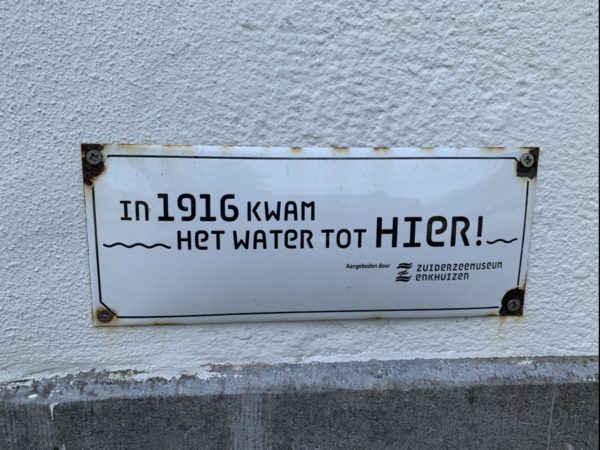 In 1916 KWAM
HET WATER TOT HIER!
Aangeboden door
ZUIDERZEEMUSEUM
ENKHUIZEN